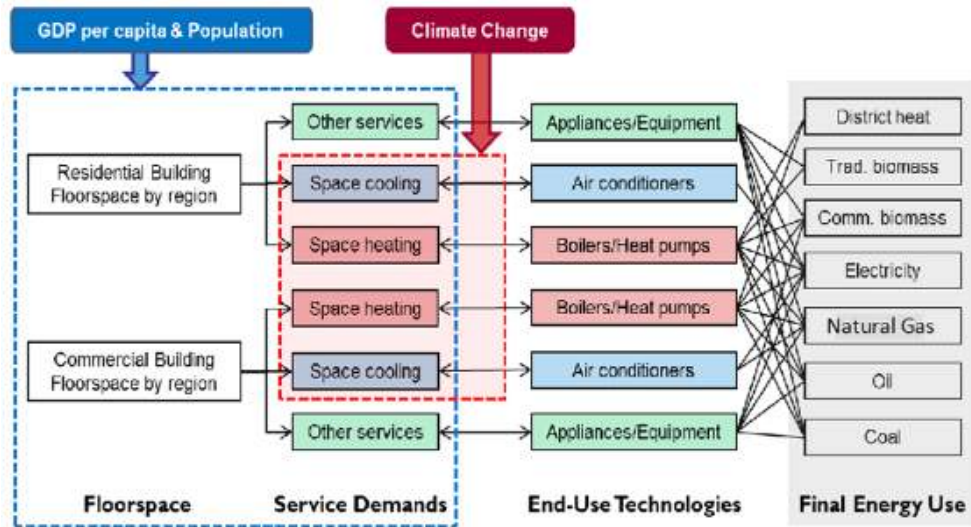 GDP per capita & Population
Climate Change
Other services
Appliances/Equipment
District heat
Residential Building
Floorspace by region
Space cooling
Air conditioners
Trad. biomass
Space heating
Boilers/Heat pumps
Comm. biomass
Electricity
Space heating
Boilers/Heat pumps
Natural Gas
Commercial Building
Floorspace by region
Space cooling
Air conditioners
Oil
Other services
Appliances/Equipment
Coal
Floorspace
Service Demands
End-Use Technologies
Final Energy Use